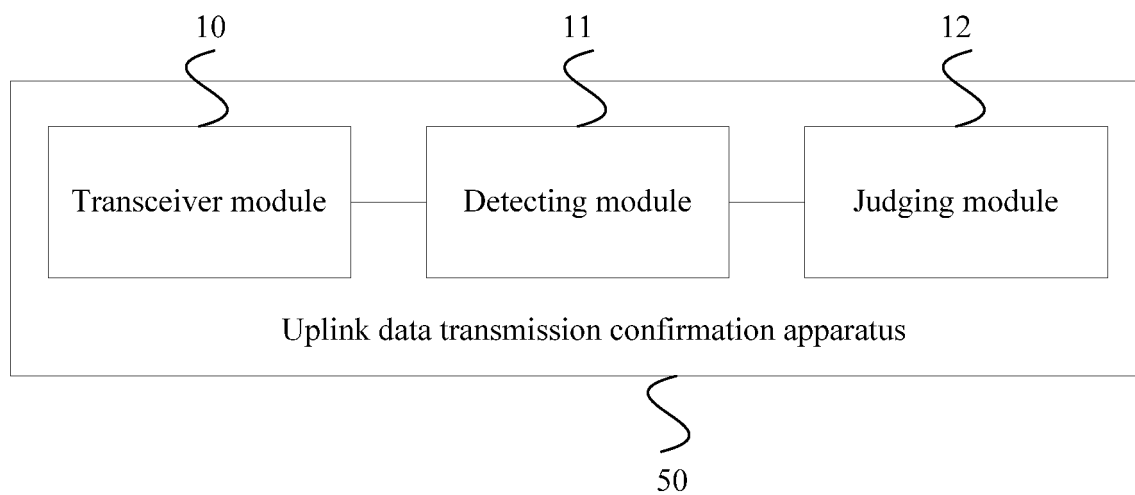 10 11 12
Transceiver module Detecting module Judging module
Uplink data transmission confirmation apparatus
50